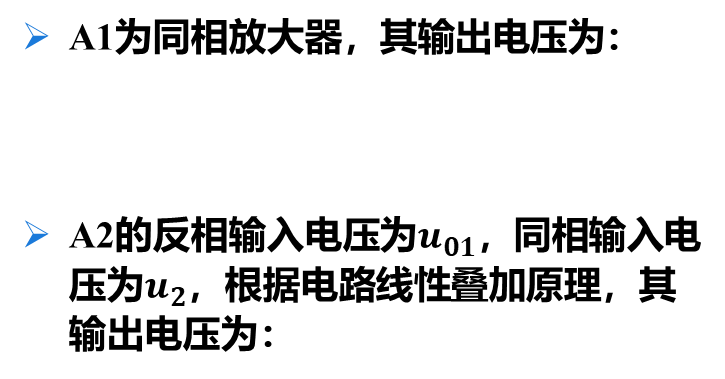 ➢ A1为同相放大器，其输出电压为：
➢ A2的反相输入电压为u₀₁，同相输入电
压为u₂，根据电路线性叠加原理，其
输出电压为：